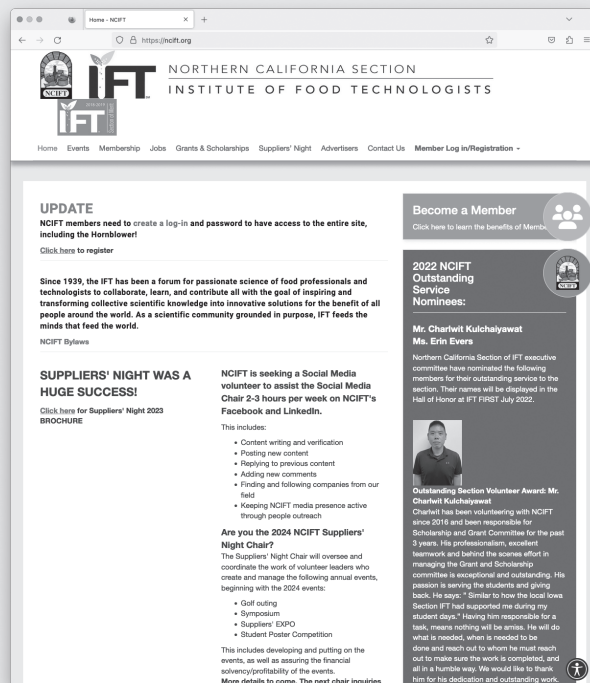 Home - NCIFT
https://ncift.org
NCIFT
IFT
NORTHERN CALIFORNIA SECTION
INSTITUTE OF FOOD TECHNOLOGISTS
2018-2019
IFT
Home Events Membership Jobs Grants & Scholarships Suppliers' Night Advertisers Contact Us Member Log in/Registration
UPDATE
NCIFT members need to create a log-in and password to have access to the entire site,
including the Hornblower!
Click here to register
Since 1939, the IFT has been a forum for passionate science of food professionals and
technologists to collaborate, learn, and contribute all with the goal of inspiring and
transforming collective scientific knowledge into innovative solutions for the benefit of all
people around the world. As a scientific community grounded in purpose, IFT feeds the
minds that feed the world.
NCIFT Bylaws
SUPPLIERS' NIGHT WAS A
HUGE SUCCESS!
Click here for Suppliers' Night 2023
BROCHURE
NCIFT is seeking a Social Media
volunteer to assist the Social Media
Chair 2-3 hours per week on NCIFT's
Facebook and LinkedIn.
This includes:
• Content writing and verification
• Posting new content
• Replying to previous content
• Adding new comments
• Finding and following companies from our
field
• Keeping NCIFT media presence active
through people outreach
Are you the 2024 NCIFT Suppliers'
Night Chair?
The Suppliers' Night Chair will oversee and
coordinate the work of volunteer leaders who
create and manage the following annual events,
beginning with the 2024 events:
• Golf outing
• Symposium
• Suppliers' EXPO
• Student Poster Competition
This includes developing and putting on the
events, as well as assuring the financial
solvency/profitability of the events.
More details to come. The next chair inquiries
Become a Member
Click here to learn the benefits of Memb
2022 NCIFT
Outstanding
Service
Nominees:
NCIFT
Mr. Charlwit Kulchaiyawat
Ms. Erin Evers
Northern California Section of IFT executive
committee have nominated the following
members for their outstanding service to the
section. Their names will be displayed in the
Hall of Honor at IFT FIRST July 2022.
Outstanding Section Volunteer Award: Mr.
Charlwit Kulchaiyawat
Charlwit has been volunteering with NCIFT
since 2016 and been responsible for
Scholarship and Grant Committee for the past
3 years. His professionalism, excellent
teamwork and behind the scenes effort in
managing the Grant and Scholarship
committee is exceptional and outstanding. His
passion is serving the students and giving
back. He says: " Similar to how the local Iowa
Section IFT had supported me during my
student days." Having him responsible for a
task, means nothing will be amiss. He will do
what is needed, when is needed to be
done and reach out to whom he must reach
out to make sure the work is completed, and
all in a humble way. We would like to thank
him for his dedication and outstanding work.